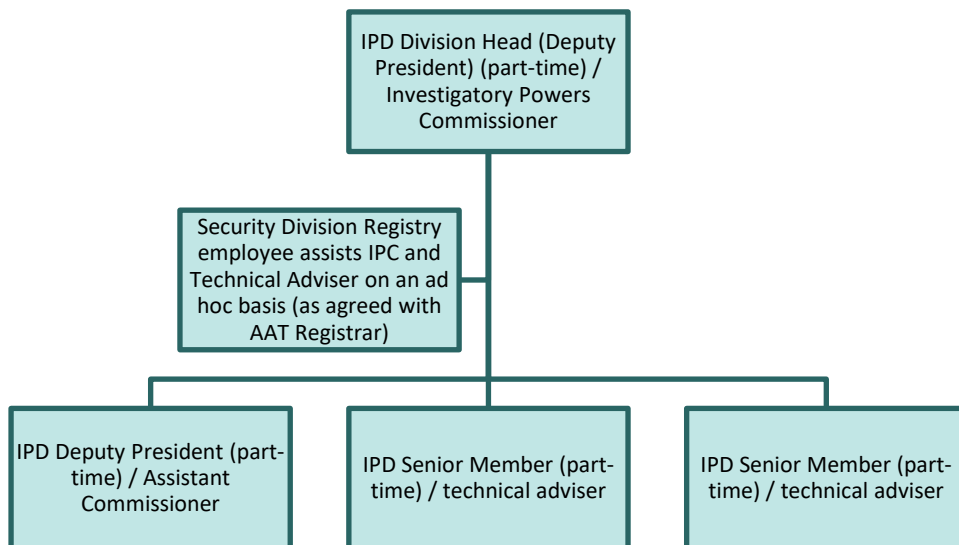 IPD Division Head (Deputy
President) (part-time) /
Investigatory Powers
Commissioner
Security Division Registry
employee assists IPC and
Technical Adviser on an ad
hoc basis (as agreed with
AAT Registrar)
IPD Deputy President (part-
time) / Assistant
Commissioner
IPD Senior Member (part-
time) / technical adviser
IPD Senior Member (part-
time) / technical adviser